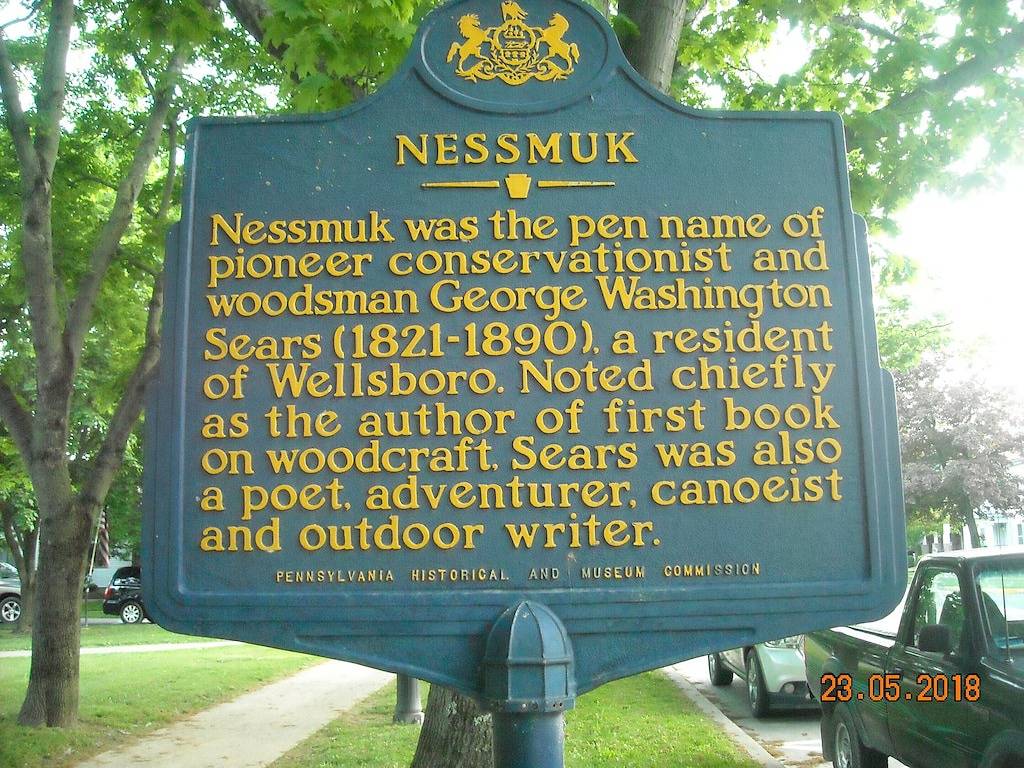 NESSMUK
Nessmuk was the pen name of
pioneer conservationist and
woodsman George Washington
Sears (1821-1890), a resident
of Wellsboro. Noted chiefly
as the author of first book
on woodcraft, Sears was also
a poet, adventurer, canoeist
and outdoor writer.
PENNSYLVANIA HISTORICAL AND MUSEUM COMMISSION
23.05.2018